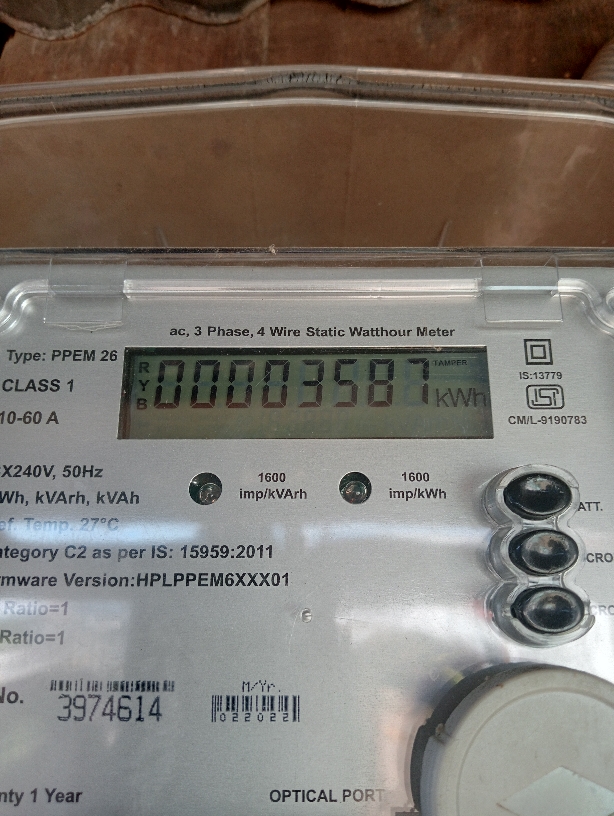 ac, 3 Phase, 4 Wire Static Watthour Meter
Type: PPEM 26
CLASS 1
10-60 A
R
Y
B
00003587
TAMPER
kWh
IS:13779
ISI
CM/L-9190783
X240V, 50Hz
Wh, kVArh, kVAh
ef. Temp. 27°C
ategory C2 as per IS: 15959:2011
rmware Version:HPLPPEM6XXX01
Ratio=1
Ratio=1
1600
imp/kVArh
1600
imp/kWh
ATT.
CRO
CRO
No.
3974614
M/Yr.
022022
nty 1 Year
OPTICAL PORT